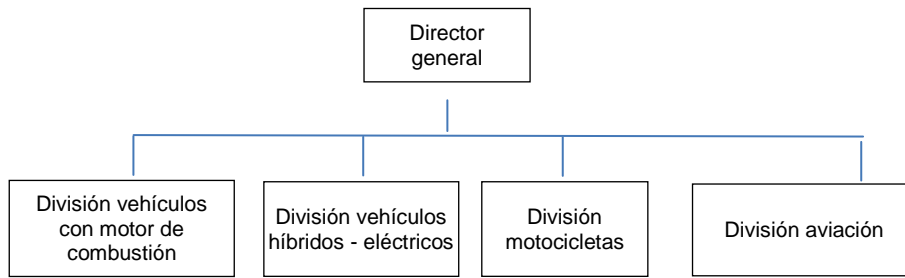 Director
general
División vehículos
con motor de
combustión
División vehículos
híbridos - eléctricos
División
motocicletas
División aviación